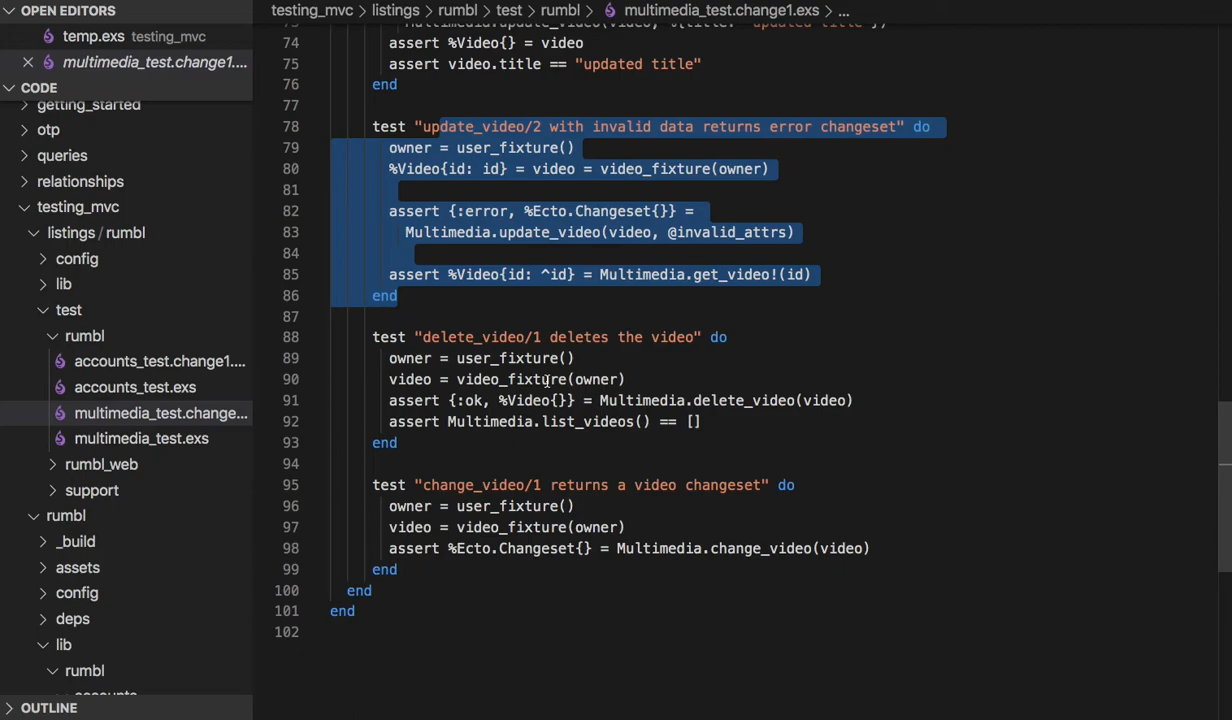 OPEN EDITORS
temp.exs testing_mvc
multimedia_test.change1....
CODE
getting_started
otp
queries
relationships
testing_mvc
listings / rumbl
config
lib
test
rumbl
accounts_test.change1....
accounts_test.exs
multimedia_test.change...
multimedia_test.exs
rumbl_web
support
rumbl
_build
assets
config
deps
lib
rumbl
OUTLINE
testing_mvc > listings > rumbl > test > rumbl > multimedia_test.change1.exs > ...
74 assert %Video{} = video
75 assert video.title == "updated title"
76 end
77
78 test "update_video/2 with invalid data returns error changeset" do
79 owner = user_fixture()
80 %Video{id: id} = video = video_fixture(owner)
81
82 assert {:error, %Ecto.Changeset{}} =
83 Multimedia.update_video(video, @invalid_attrs)
84
85 assert %Video{id: ^id} = Multimedia.get_video!(id)
86 end
87
88 test "delete_video/1 deletes the video" do
89 owner = user_fixture()
90 video = video_fixture(owner)
91 assert {:ok, %Video{}} = Multimedia.delete_video(video)
92 assert Multimedia.list_videos() == []
93 end
94
95 test "change_video/1 returns a video changeset" do
96 owner = user_fixture()
97 video = video_fixture(owner)
98 assert %Ecto.Changeset{} = Multimedia.change_video(video)
99 end
100 end
101 end
102